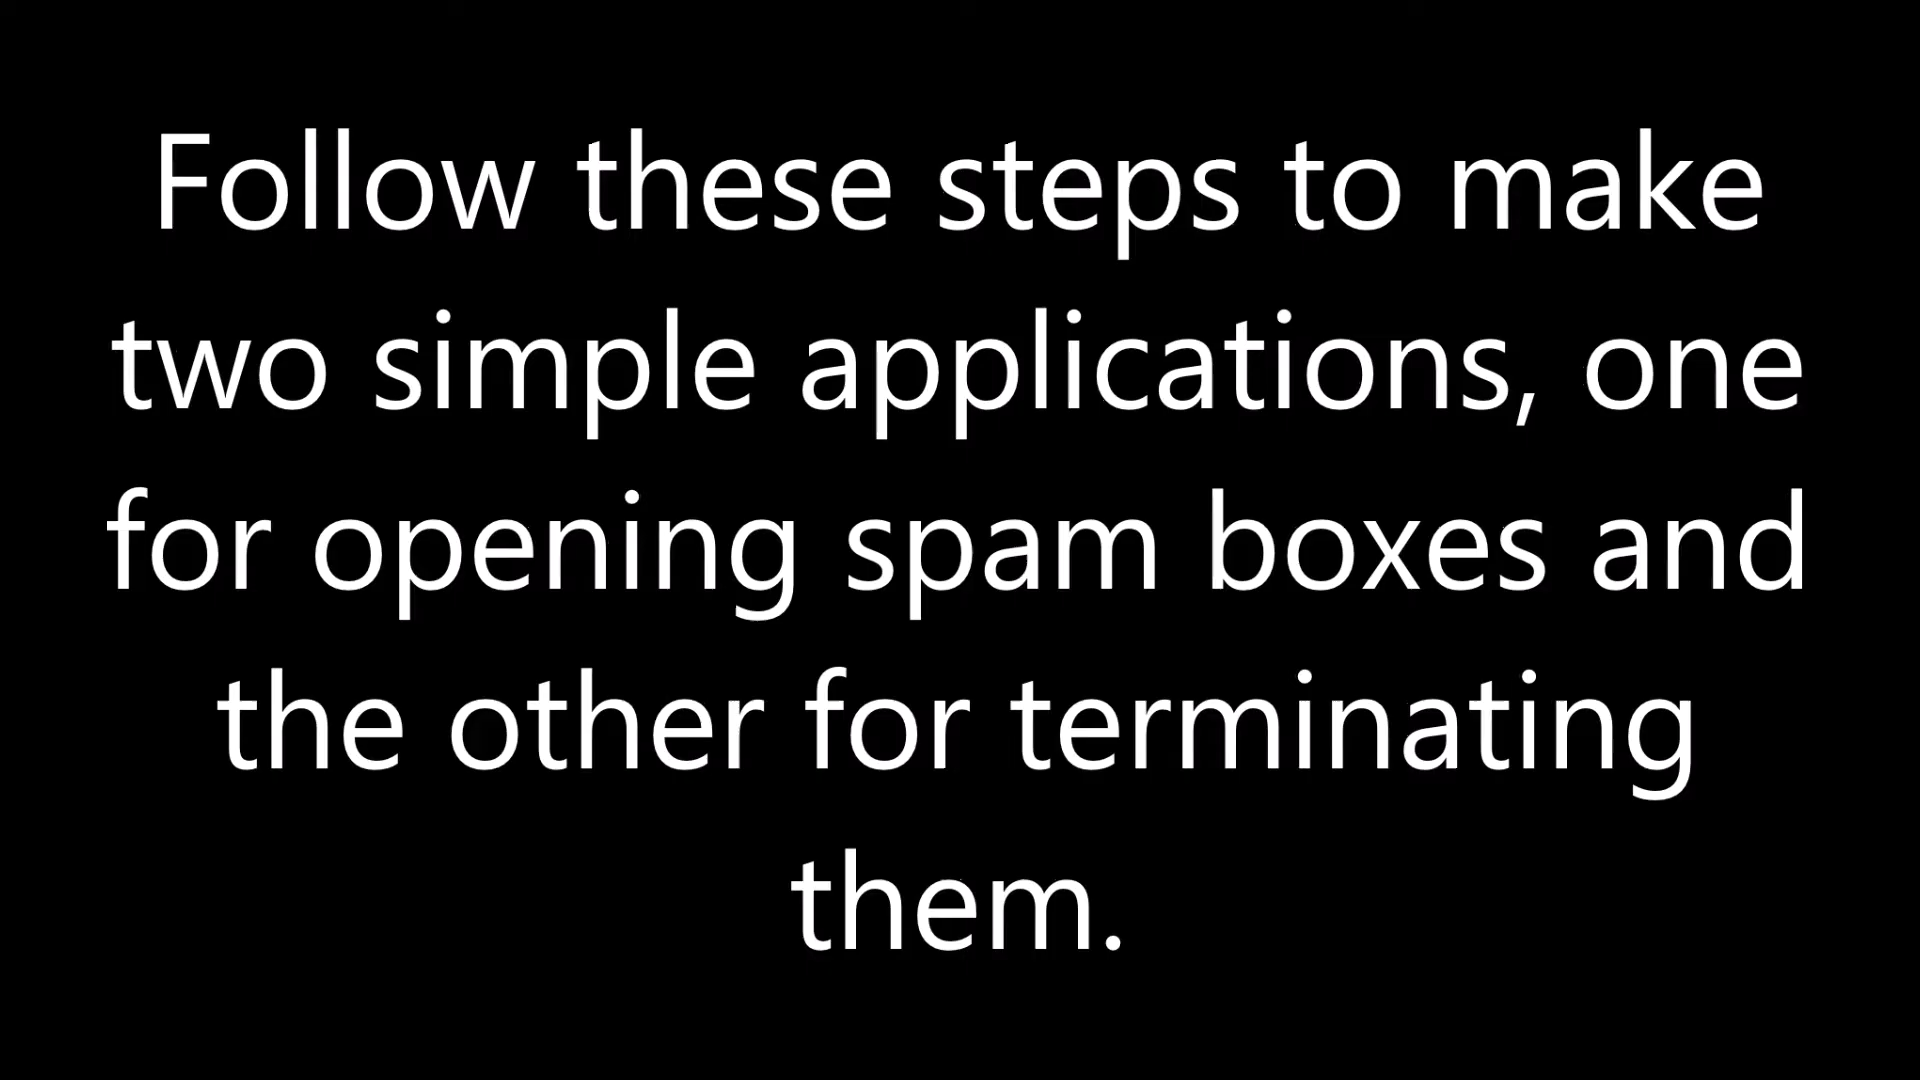 Follow these steps to make
two simple applications, one
for opening spam boxes and
the other for terminating
them.